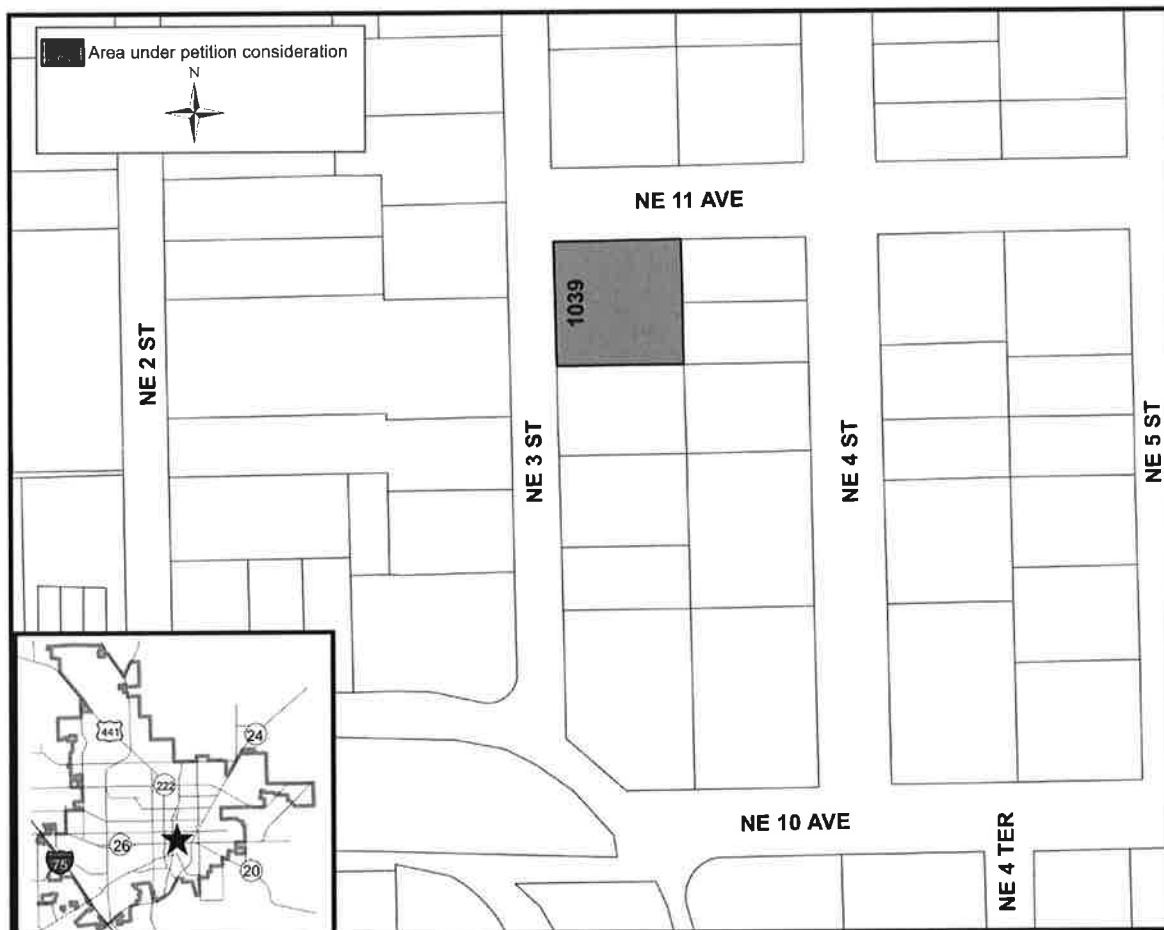 Area under petition consideration
N
NE 11 AVE
1039
NE 2 ST
NE 3 ST
NE 4 ST
NE 5 ST
NE 10 AVE
NE 4 TER
441
24
222
26
75
20